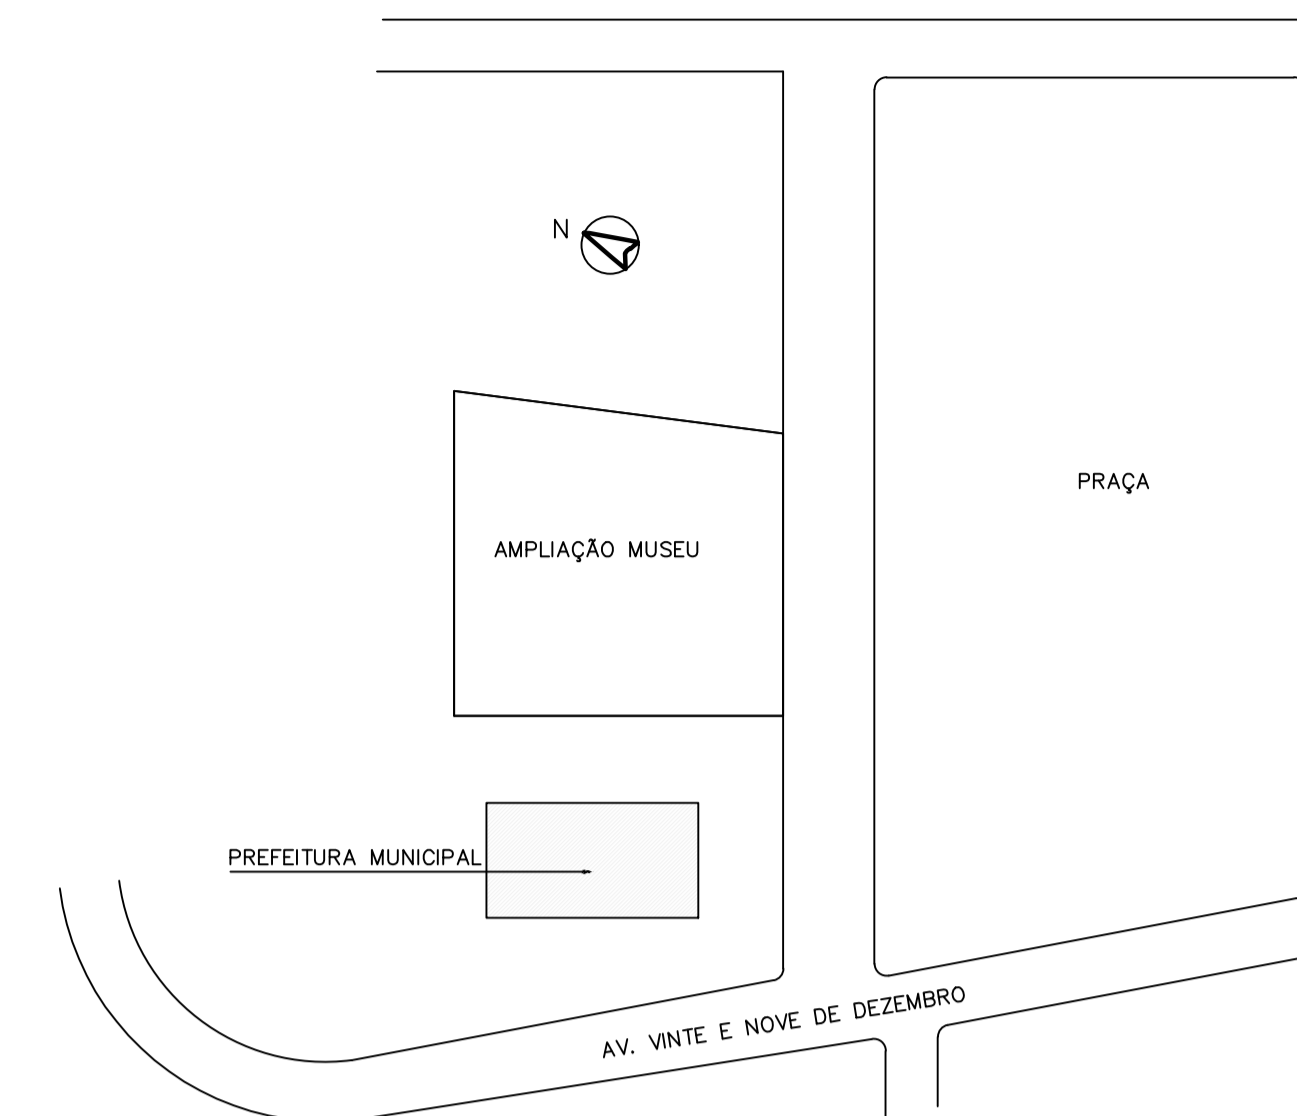 N
PRAÇA
AMPLIAÇÃO MUSEU
PREFEITURA MUNICIPAL
AV. VINTE E NOVE DE DEZEMBRO